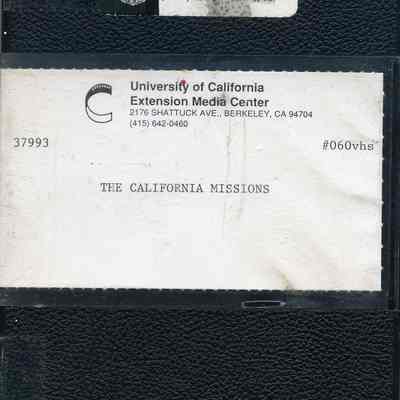 University of California
Extension Media Center
2176 SHATTUCK AVE., BERKELEY, CA 94704
(415) 642-0460
37993 #060vhs
THE CALIFORNIA MISSIONS